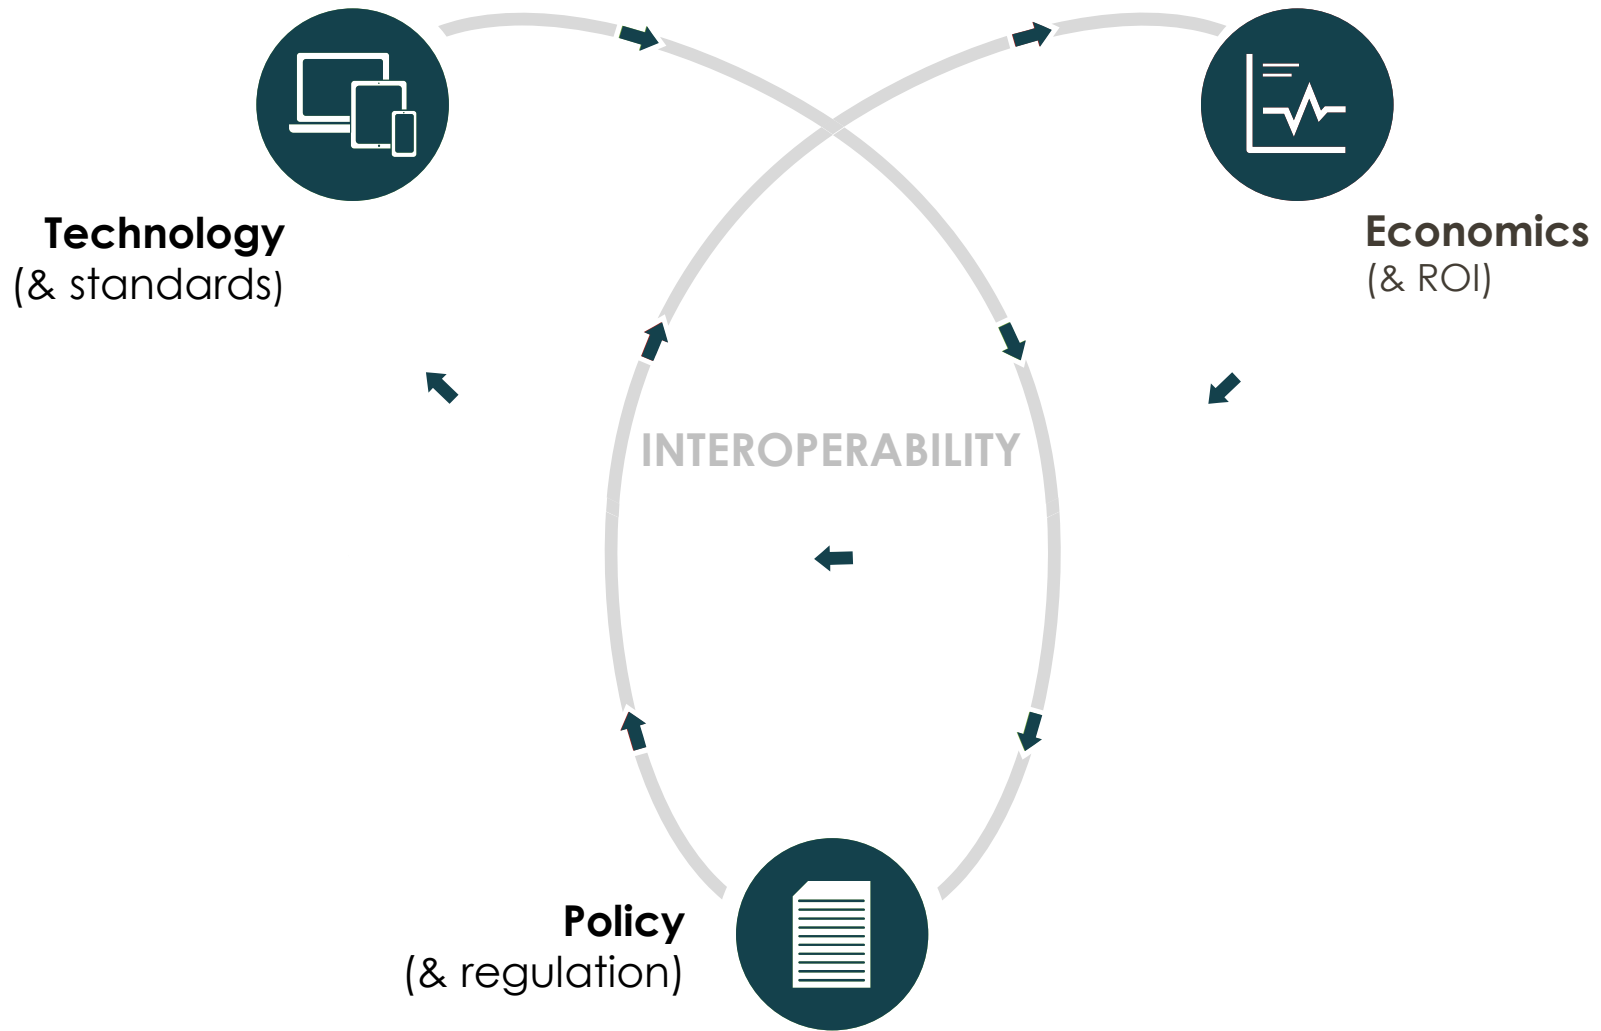 Technology
(& standards)
Economics
(& ROI)
INTEROPERABILITY
Policy
(& regulation)